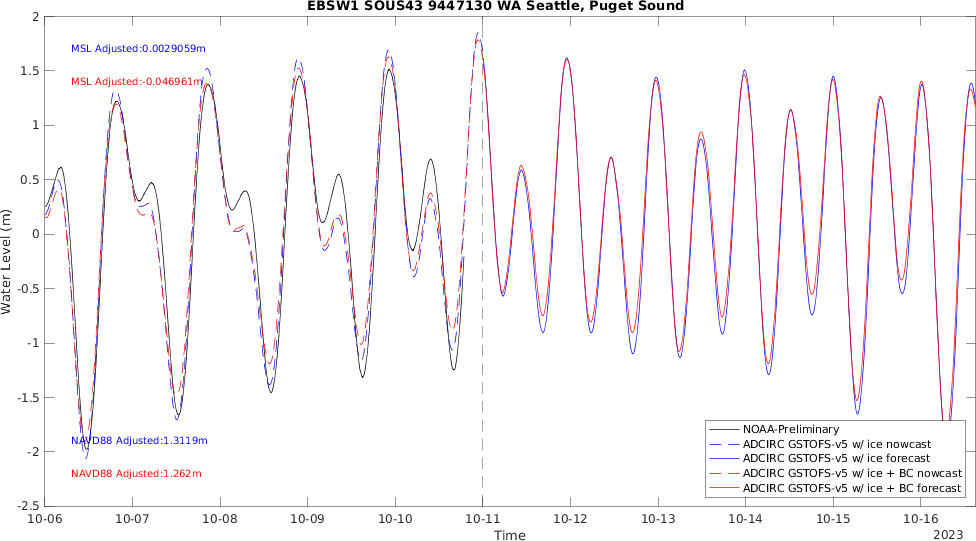 EBSW1 SOUS43 9447130 WA Seattle, Puget Sound
2
1.5
1
0.5
0
-0.5
-1
-1.5
-2
-2.5
Water Level (m)
MSL Adjusted:0.0029059m
MSL Adjusted:-0.046961m
NAVD88 Adjusted:1.3119m
NAVD88 Adjusted:1.262m
NOAA-Preliminary
ADCIRC GSTOFS-v5 w/ ice nowcast
ADCIRC GSTOFS-v5 w/ ice forecast
ADCIRC GSTOFS-v5 w/ ice + BC nowcast
ADCIRC GSTOFS-v5 w/ ice + BC forecast
10-06 10-07 10-08 10-09 10-10 10-11 10-12 10-13 10-14 10-15 10-16
Time
2023